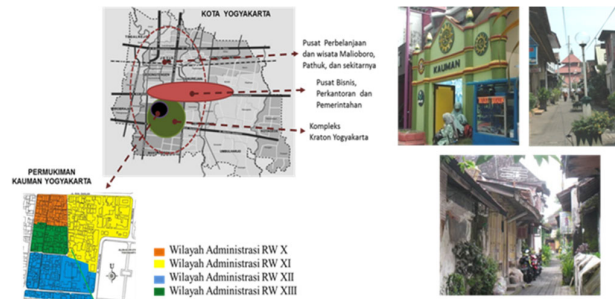 KOTA YOGYAKARTA
Pusat Perbelanjaan
dan wisata Malioboro,
Pathuk, dan sekitarnya
Pusat Bisnis,
Perkantoran dan
Pemerintahan
Kompleks
Kraton Yogyakarta
PERMUKIMAN
KAUMAN YOGYAKARTA
Wilayah Administrasi RW X
Wilayah Administrasi RW XI
Wilayah Administrasi RW XII
Wilayah Administrasi RW XIII
KAUMAN